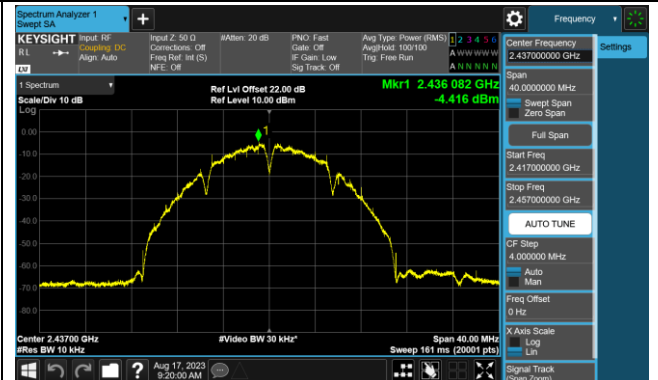 Spectrum Analyzer 1
Swept SA
Frequency
KEYSIGHT
RL
Input: RF
Coupling: DC
Align: Auto
Input Z: 50 Ω
Corrections: Off
Freq Ref: Int (S)
NFE: Off
#Atten: 20 dB
PNO: Fast
Gate: Off
IF Gain: Low
Sig Track: Off
Avg Type: Power (RMS)
Avg|Hold: 100/100
Trig: Free Run
1 2 3 4 5 6
A W W W W W
A N N N N N
1 Spectrum
Scale/Div 10 dB
Ref Lvl Offset 22.00 dB
Ref Level 10.00 dBm
Mkr1 2.436 082 GHz
-4.416 dBm
Log
1
0.00
-10.0
-20.0
-30.0
-40.0
-50.0
-60.0
-70.0
-80.0
Center 2.43700 GHz
#Res BW 10 kHz
#Video BW 30 kHz*
Span 40.00 MHz
Sweep 161 ms (20001 pts)
Aug 17, 2023
9:20:00 AM
Center Frequency
2.437000000 GHz
Settings
Span
40.0000000 MHz
Swept Span
Zero Span
Full Span
Start Freq
2.417000000 GHz
Stop Freq
2.457000000 GHz
AUTO TUNE
CF Step
4.000000 MHz
Auto
Man
Freq Offset
0 Hz
X Axis Scale
Log
Lin
Signal Track
(Span Zoom)